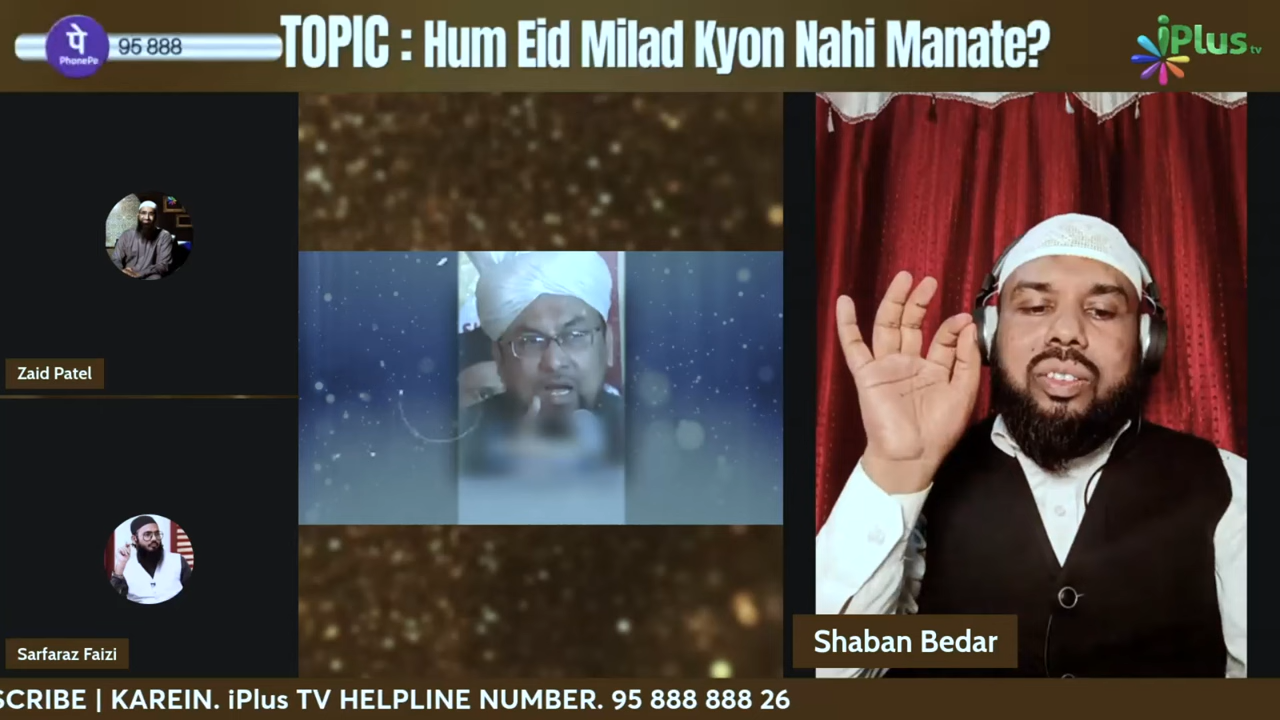 पे
PhonePe
95 888
TOPIC : Hum Eid Milad Kyon Nahi Manate?
iPlus tv
Zaid Patel
Sarfaraz Faizi
Shaban Bedar
SCRIBE | KAREIN. iPlus TV HELPLINE NUMBER. 95 888 888 26